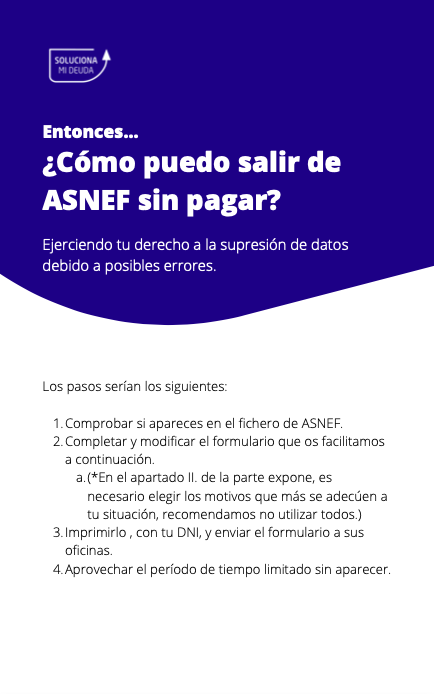 SOLUCIONA
MI DEUDA
Entonces...
¿Cómo puedo salir de
ASNEF sin pagar?
Ejerciendo tu derecho a la supresión de datos
debido a posibles errores.
Los pasos serían los siguientes:
1. Comprobar si apareces en el fichero de ASNEF.
2. Completar y modificar el formulario que os facilitamos
a continuación.
a. (*En el apartado II. de la parte expone, es
necesario elegir los motivos que más se adecúen a
tu situación, recomendamos no utilizar todos.)
3. Imprimirlo , con tu DNI, y enviar el formulario a sus
oficinas.
4. Aprovechar el período de tiempo limitado sin aparecer.